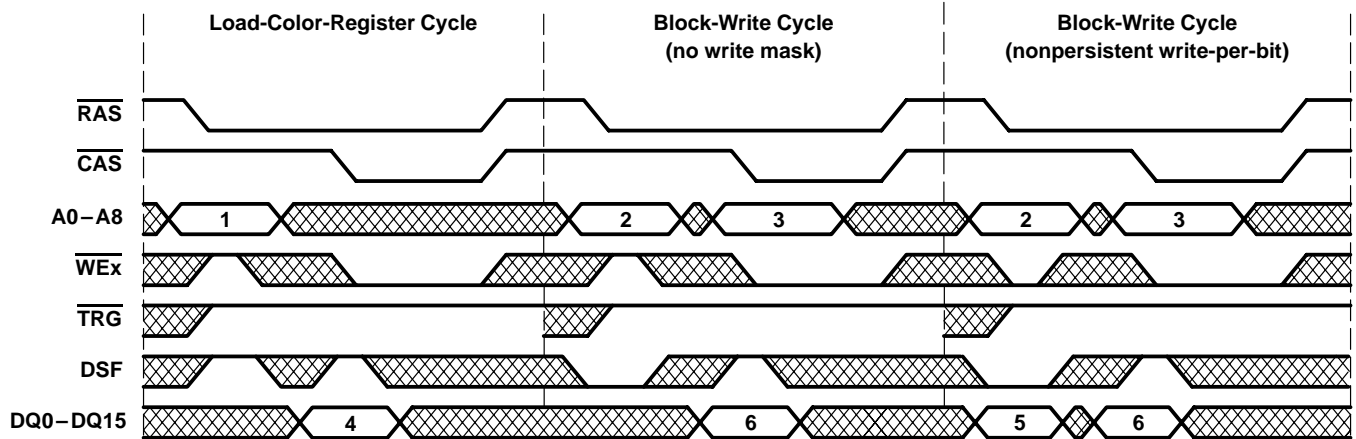 Load-Color-Register Cycle
Block-Write Cycle
(no write mask)
Block-Write Cycle
(nonpersistent write-per-bit)
RAS
CAS
A0–A8 1 2 3 2 3
WEx
TRG
DSF
DQ0–DQ15 4 6 5 6